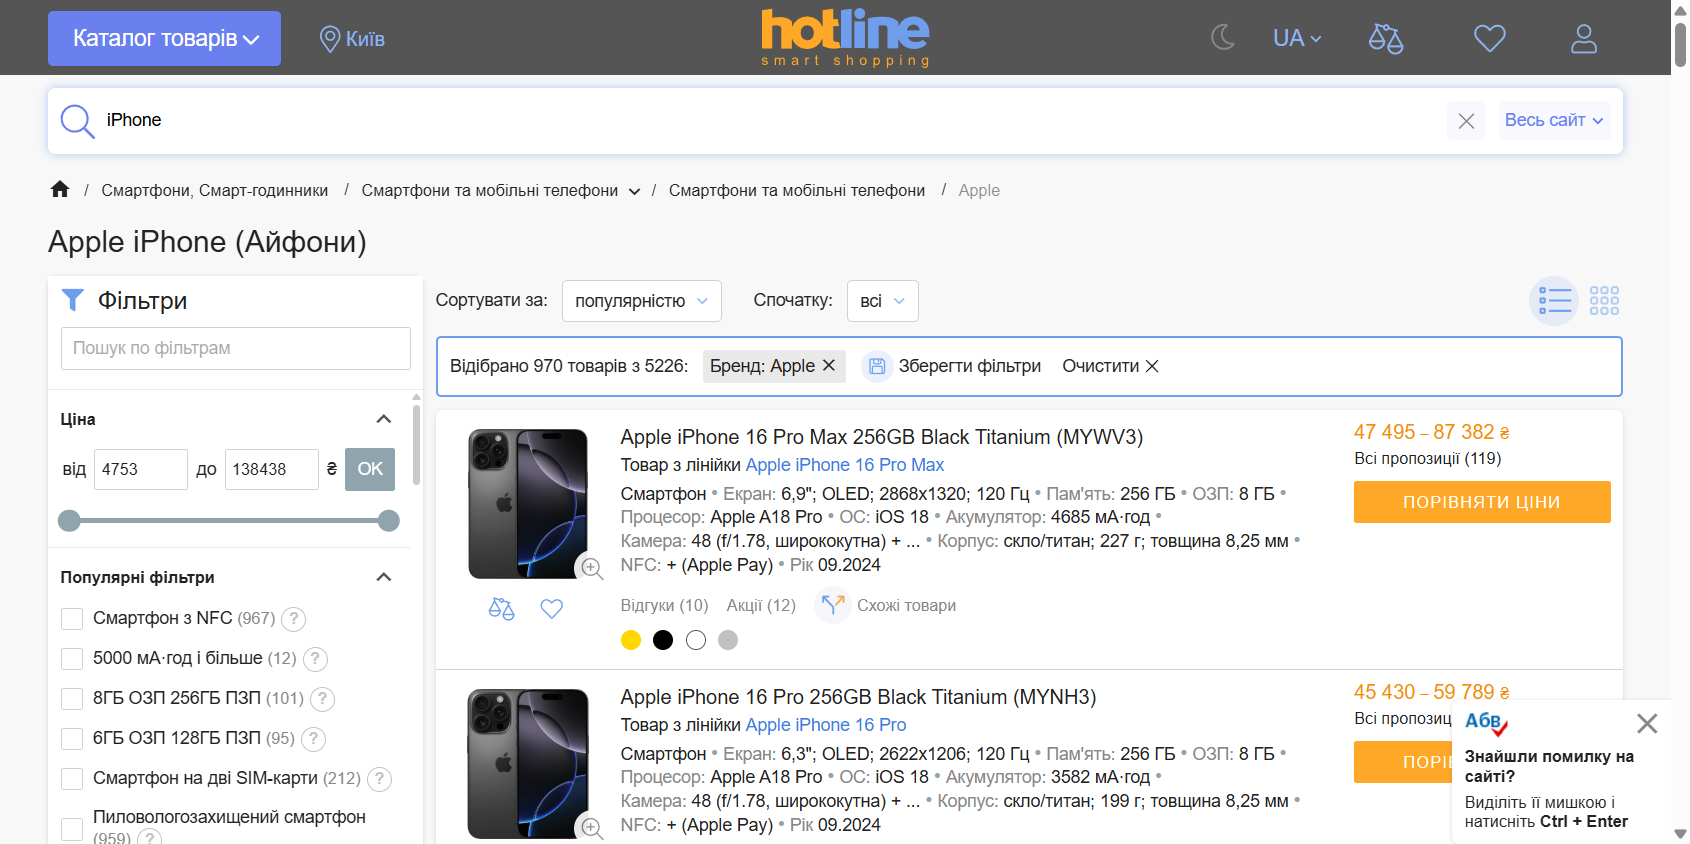 Каталог товарів
Київ
hotline
smart shopping
UA
iPhone
Весь сайт
/ Смартфони, Смарт-годинники / Смартфони та мобільні телефони / Смартфони та мобільні телефони / Apple
Apple iPhone (Айфони)
Фільтри
Пошук по фільтрам
Ціна
від 4753 до 138438 ₴ OK
Популярні фільтри
Смартфон з NFC (967) ?
5000 мА·год і більше (12) ?
8ГБ ОЗП 256ГБ ПЗП (101) ?
6ГБ ОЗП 128ГБ ПЗП (95) ?
Смартфон на дві SIM-карти (212) ?
Пиловологозахищений смартфон
(959) ?
Сортувати за: популярністю Спочатку: всі
Відібрано 970 товарів з 5226: Бренд: Apple Зберегти фільтри Очистити
Apple iPhone 16 Pro Max 256GB Black Titanium (MYWV3)
Товар з лінійки Apple iPhone 16 Pro Max
Смартфон • Екран: 6,9"; OLED; 2868x1320; 120 Гц • Пам'ять: 256 ГБ • ОЗП: 8 ГБ •
Процесор: Apple A18 Pro • ОС: iOS 18 • Акумулятор: 4685 мА·год •
Камера: 48 (f/1.78, ширококутна) + ... • Корпус: скло/титан; 227 г; товщина 8,25 мм •
NFC: + (Apple Pay) • Рік 09.2024
Відгуки (10) Акції (12) Схожі товари
47 495 – 87 382 ₴
Всі пропозиції (119)
ПОРІВНЯТИ ЦІНИ
Apple iPhone 16 Pro 256GB Black Titanium (MYNH3)
Товар з лінійки Apple iPhone 16 Pro
Смартфон • Екран: 6,3"; OLED; 2622x1206; 120 Гц • Пам'ять: 256 ГБ • ОЗП: 8 ГБ •
Процесор: Apple A18 Pro • ОС: iOS 18 • Акумулятор: 3582 мА·год •
Камера: 48 (f/1.78, ширококутна) + ... • Корпус: скло/титан; 199 г; товщина 8,25 мм •
NFC: + (Apple Pay) • Рік 09.2024
45 430 – 59 789 ₴
Всі пропозиц
ПОРІ
Абв
Знайшли помилку на
сайті?
Виділіть її мишкою і
натисніть Ctrl + Enter